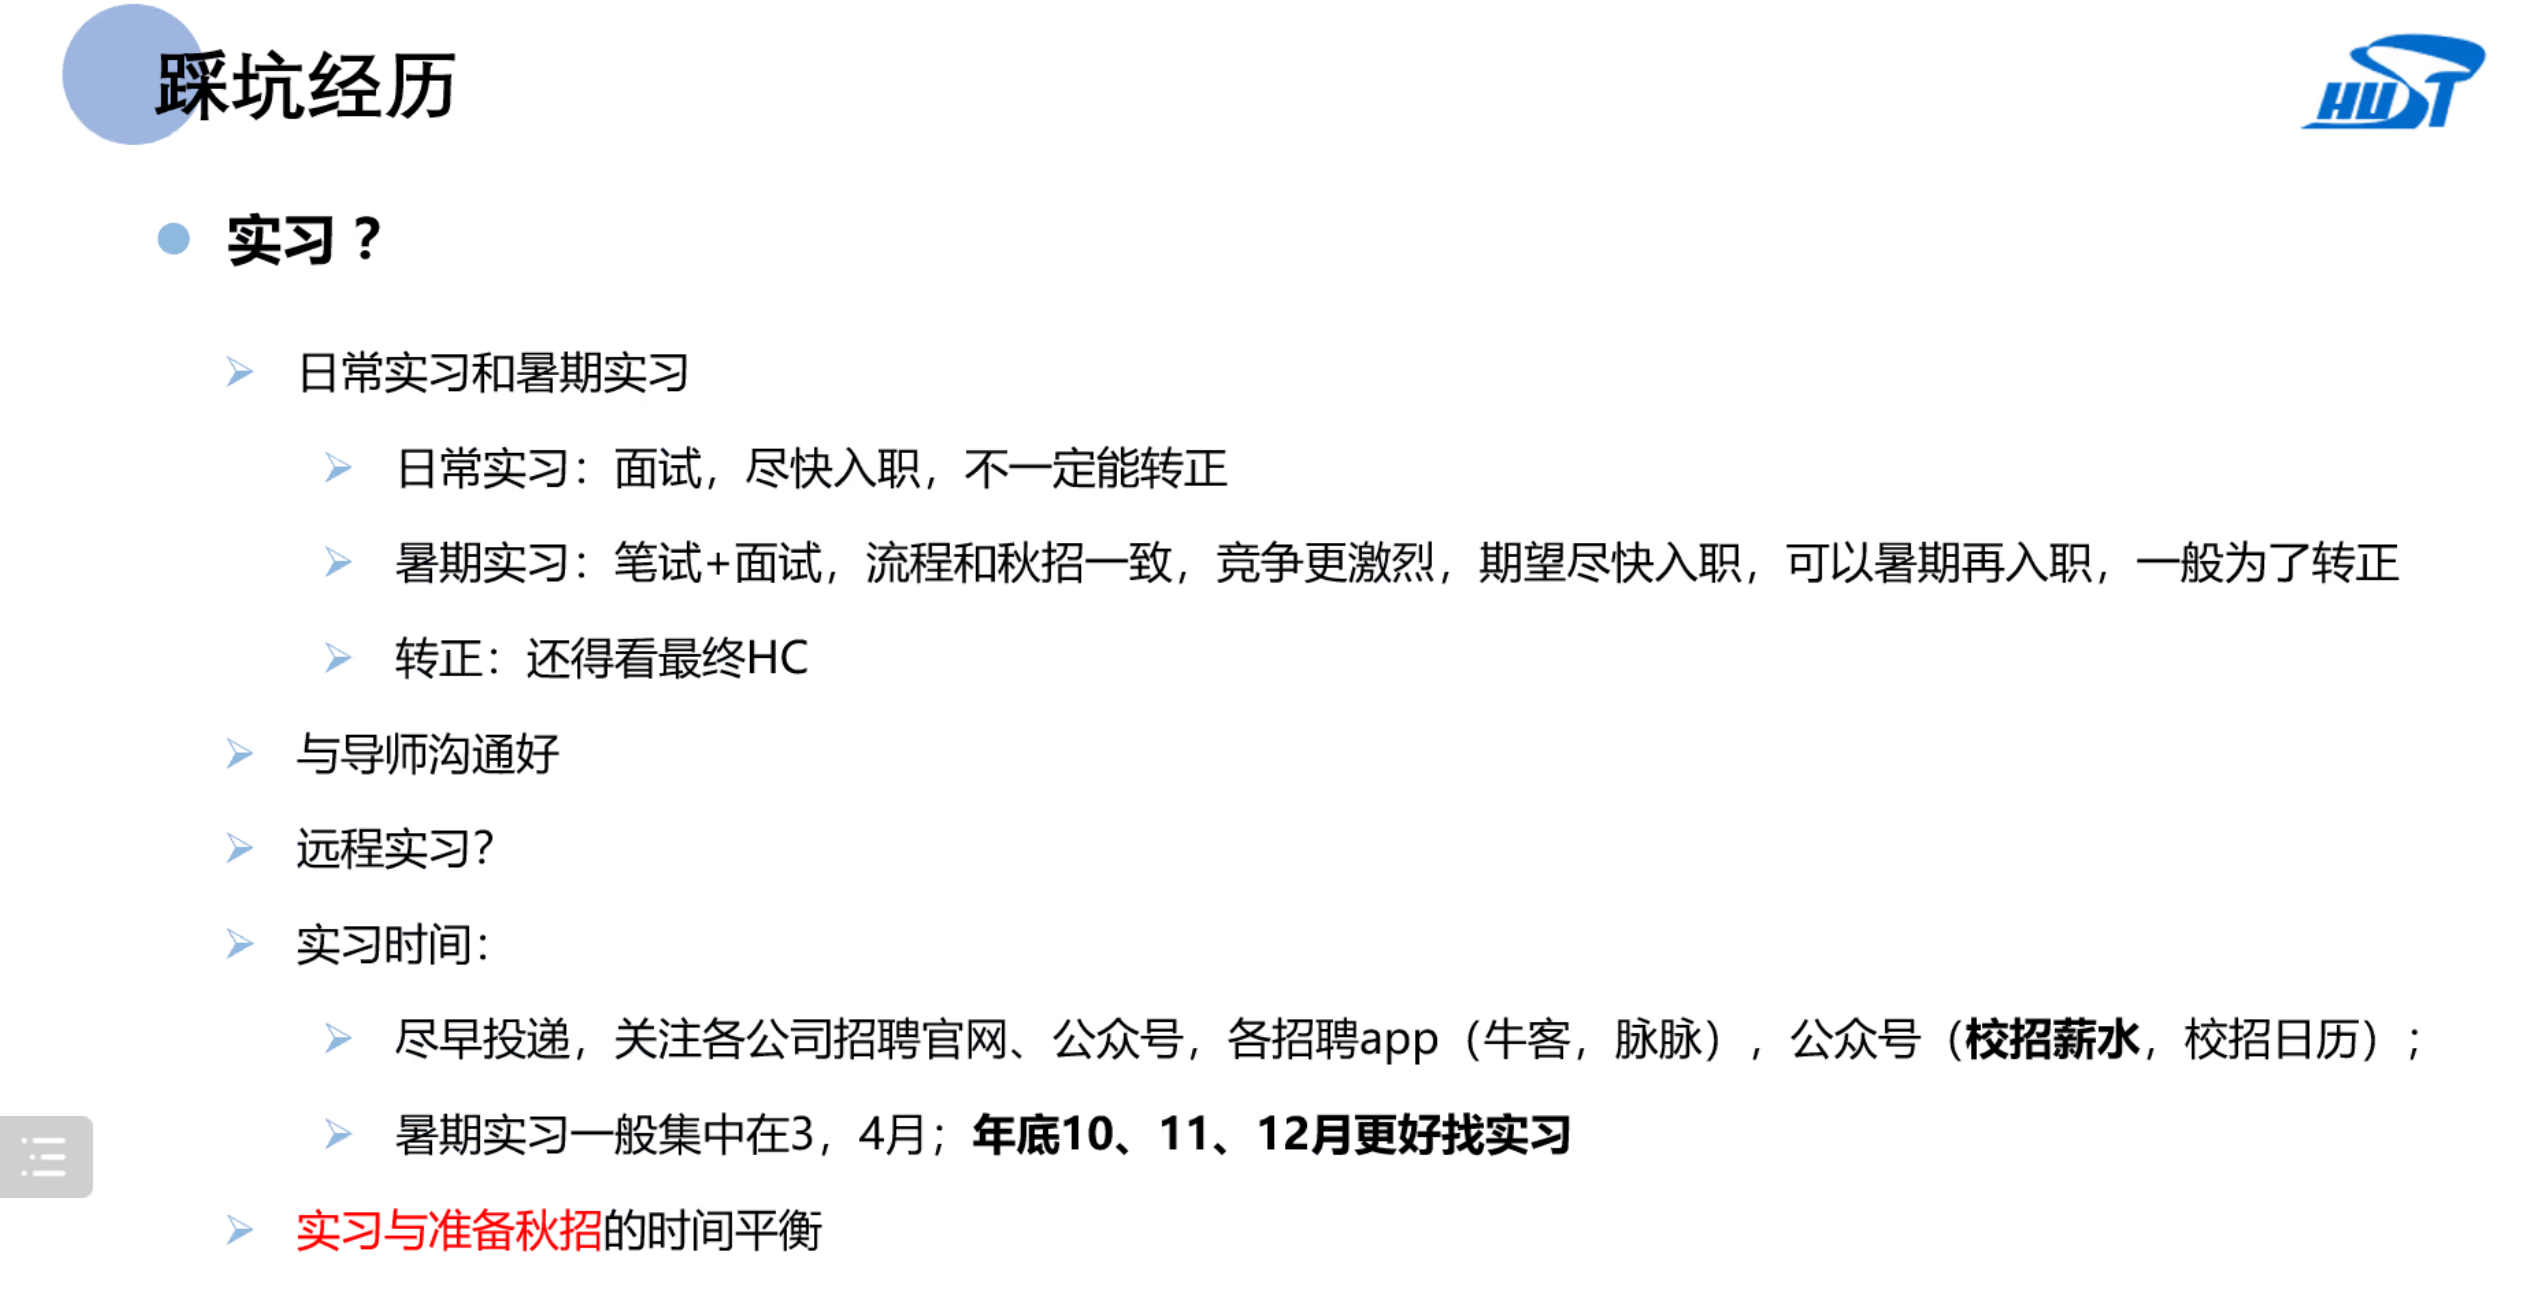 踩坑经历
HUST
实习？
日常实习和暑期实习
日常实习：面试，尽快入职，不一定能转正
暑期实习：笔试+面试，流程和秋招一致，竞争更激烈，期望尽快入职，可以暑期再入职，一般为了转正
转正：还得看最终HC
与导师沟通好
远程实习？
实习时间：
尽早投递，关注各公司招聘官网、公众号，各招聘app（牛客，脉脉），公众号（校招薪水，校招日历）；
暑期实习一般集中在3，4月；年底10、11、12月更好找实习
实习与准备秋招的时间平衡